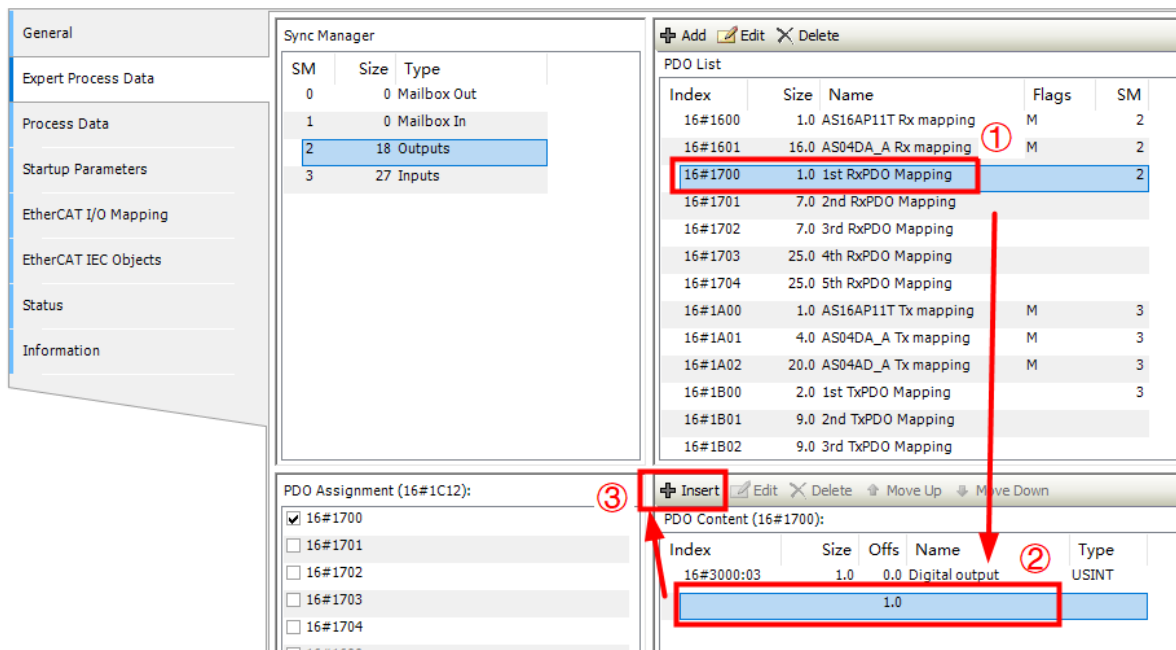 General
Expert Process Data
Process Data
Startup Parameters
EtherCAT I/O Mapping
EtherCAT IEC Objects
Status
Information
Sync Manager
SM Size Type
0 0 Mailbox Out
1 0 Mailbox In
2 18 Outputs
3 27 Inputs
Add Edit Delete
PDO List
Index Size Name Flags SM
16#1600 1.0 AS16AP11T Rx mapping M 2
16#1601 16.0 AS04DA_A Rx mapping ① M 2
16#1700 1.0 1st RxPDO Mapping 2
16#1701 7.0 2nd RxPDO Mapping
16#1702 7.0 3rd RxPDO Mapping
16#1703 25.0 4th RxPDO Mapping
16#1704 25.0 5th RxPDO Mapping
16#1A00 1.0 AS16AP11T Tx mapping M 3
16#1A01 4.0 AS04DA_A Tx mapping M 3
16#1A02 20.0 AS04AD_A Tx mapping M 3
16#1B00 2.0 1st TxPDO Mapping 3
16#1B01 9.0 2nd TxPDO Mapping
16#1B02 9.0 3rd TxPDO Mapping
PDO Assignment (16#1C12):
16#1700
16#1701
16#1702
16#1703
16#1704
③ Insert Edit Delete Move Up Move Down
PDO Content (16#1700):
Index Size Offs Name ② Type
16#3000:03 1.0 0.0 Digital output USINT
1.0